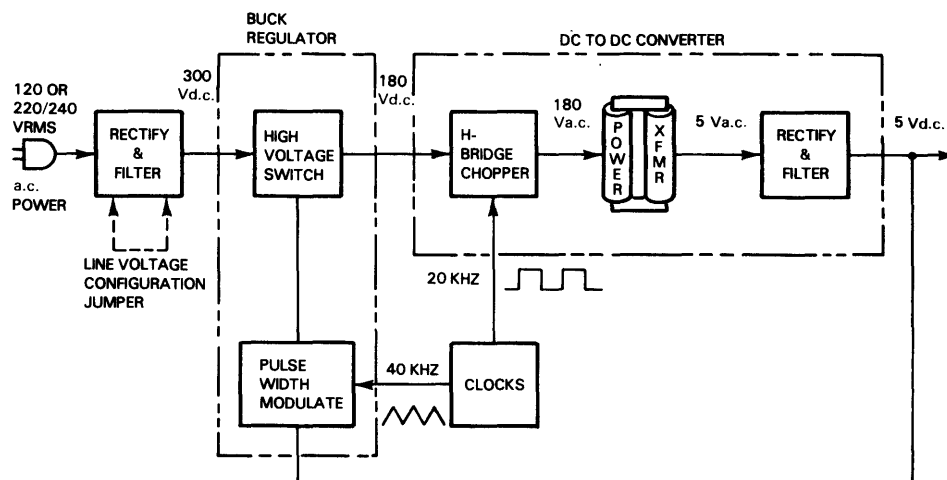 BUCK
REGULATOR
DC TO DC CONVERTER
120 OR
220/240
VRMS
a.c.
POWER
RECTIFY
&
FILTER
LINE VOLTAGE
CONFIGURATION
JUMPER
300
Vd.c.
HIGH
VOLTAGE
SWITCH
180
Vd.c.
H-
BRIDGE
CHOPPER
180
Va.c.
POWER
XFMR
5 Va.c.
RECTIFY
&
FILTER
5 Vd.c.
20 KHZ
PULSE
WIDTH
MODULATE
40 KHZ
CLOCKS